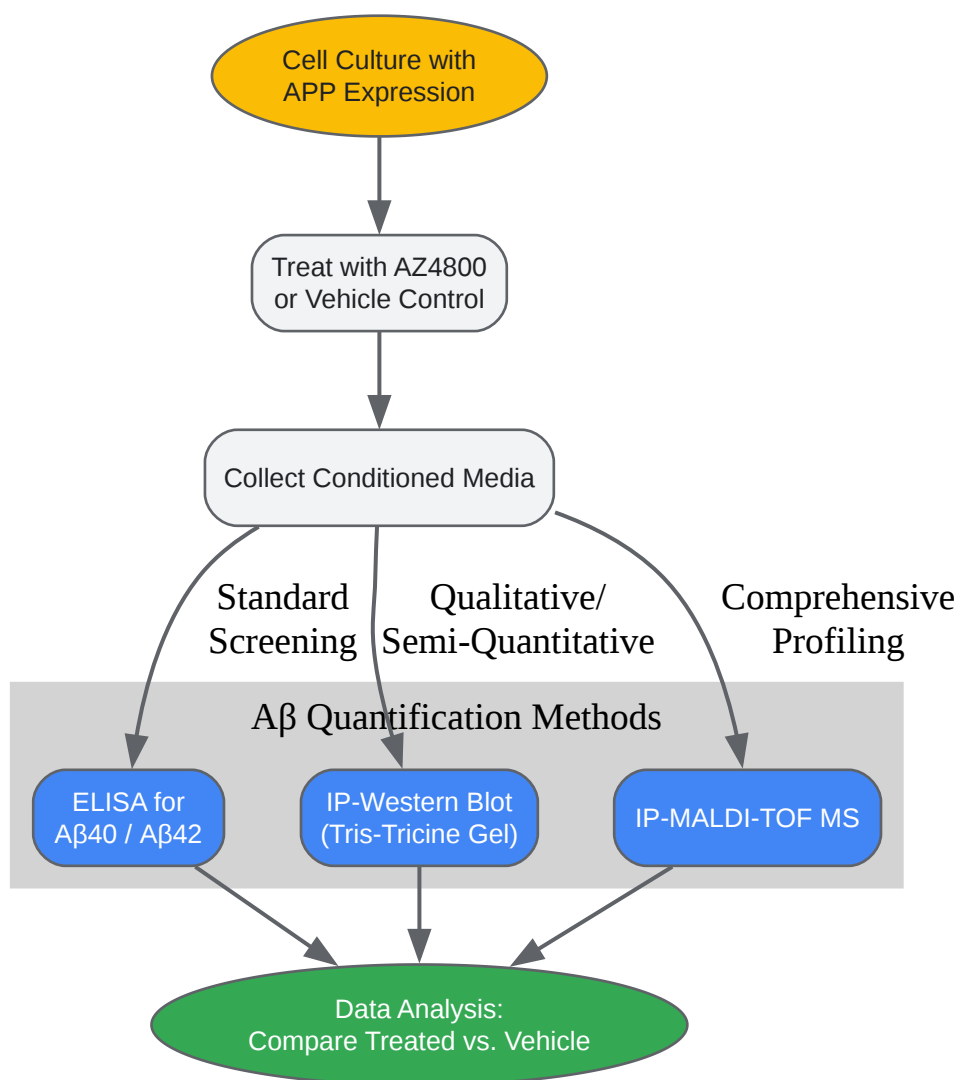 Cell Culture with
APP Expression
Treat with AZ4800
or Vehicle Control
Collect Conditioned Media
Standard
Screening
Qualitative/
Semi-Quantitative
Comprehensive
Profiling
Aβ Quantification Methods
ELISA for
Aβ40 / Aβ42
IP-Western Blot
(Tris-Tricine Gel)
IP-MALDI-TOF MS
Data Analysis:
Compare Treated vs. Vehicle